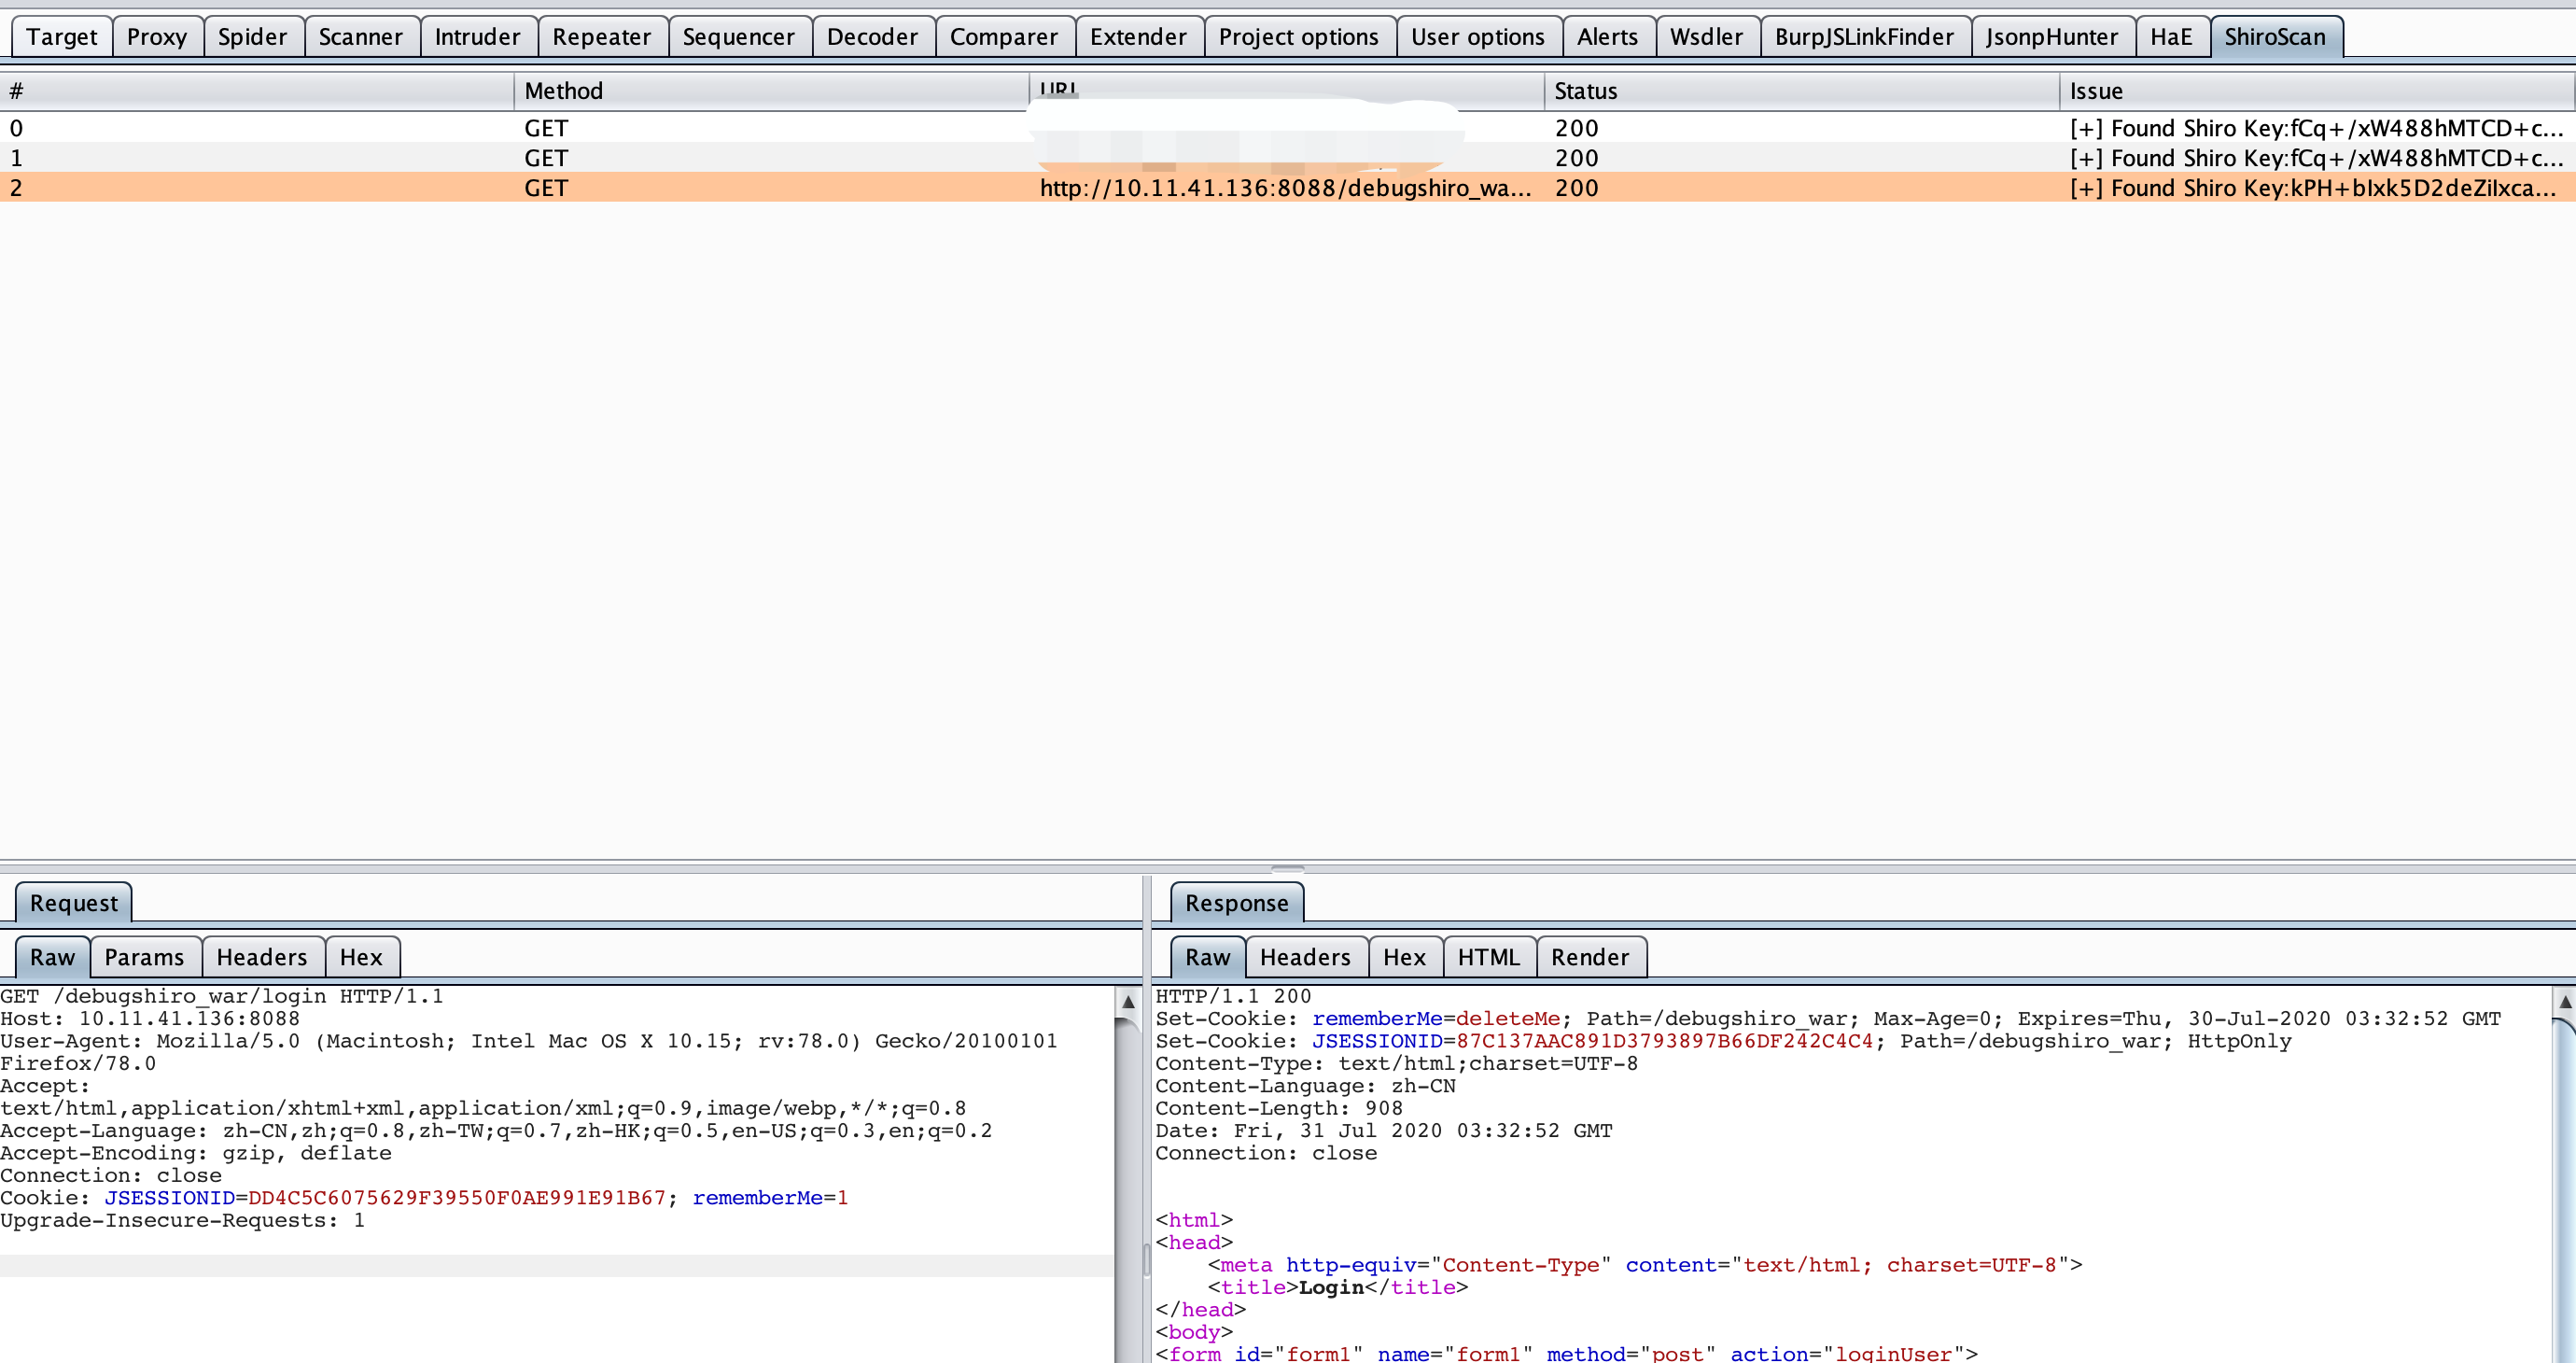 Target Proxy Spider Scanner Intruder Repeater Sequencer Decoder Comparer Extender Project options User options Alerts Wsdler BurpJSLinkFinder JsonpHunter HaE ShiroScan
# Method URL Status Issue
0 GET 200 [+] Found Shiro Key:fCq+/xW488hMTCD+c...
1 GET 200 [+] Found Shiro Key:fCq+/xW488hMTCD+c...
2 GET http://10.11.41.136:8088/debugshiro_wa... 200 [+] Found Shiro Key:kPH+bIxk5D2deZiIxca...
Request
Raw Params Headers Hex
GET /debugshiro_war/login HTTP/1.1
Host: 10.11.41.136:8088
User-Agent: Mozilla/5.0 (Macintosh; Intel Mac OS X 10.15; rv:78.0) Gecko/20100101
Firefox/78.0
Accept:
text/html,application/xhtml+xml,application/xml;q=0.9,image/webp,*/*;q=0.8
Accept-Language: zh-CN,zh;q=0.8,zh-TW;q=0.7,zh-HK;q=0.5,en-US;q=0.3,en;q=0.2
Accept-Encoding: gzip, deflate
Connection: close
Cookie: JSESSIONID=DD4C5C6075629F39550F0AE991E91B67; rememberMe=1
Upgrade-Insecure-Requests: 1
Response
Raw Headers Hex HTML Render
HTTP/1.1 200
Set-Cookie: rememberMe=deleteMe; Path=/debugshiro_war; Max-Age=0; Expires=Thu, 30-Jul-2020 03:32:52 GMT
Set-Cookie: JSESSIONID=87C137AAC891D3793897B66DF242C4C4; Path=/debugshiro_war; HttpOnly
Content-Type: text/html;charset=UTF-8
Content-Language: zh-CN
Content-Length: 908
Date: Fri, 31 Jul 2020 03:32:52 GMT
Connection: close
<html>
<head>
<meta http-equiv="Content-Type" content="text/html; charset=UTF-8">
<title>Login</title>
</head>
<body>
<form id="form1" name="form1" method="post" action="loginUser">